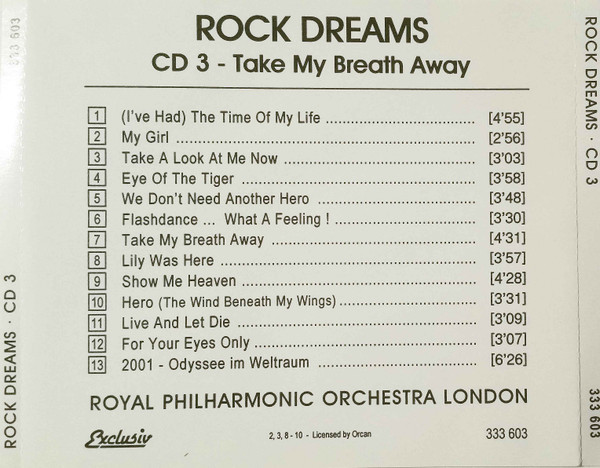 ROCK DREAMS
CD 3 - Take My Breath Away
1 (I've Had) The Time Of My Life [4'55]
2 My Girl [2'56]
3 Take A Look At Me Now [3'03]
4 Eye Of The Tiger [3'58]
5 We Don't Need Another Hero [3'48]
6 Flashdance ... What A Feeling ! [3'30]
7 Take My Breath Away [4'31]
8 Lily Was Here [3'57]
9 Show Me Heaven [4'28]
10 Hero (The Wind Beneath My Wings) [3'31]
11 Live And Let Die [3'09]
12 For Your Eyes Only [3'07]
13 2001 - Odyssee im Weltraum [6'26]
ROYAL PHILHARMONIC ORCHESTRA LONDON
Exclusiv
2, 3, 8 - 10 - Licensed by Orcan
333 603
333 603
ROCK DREAMS · CD 3
ROCK DREAMS · CD 3
333 603